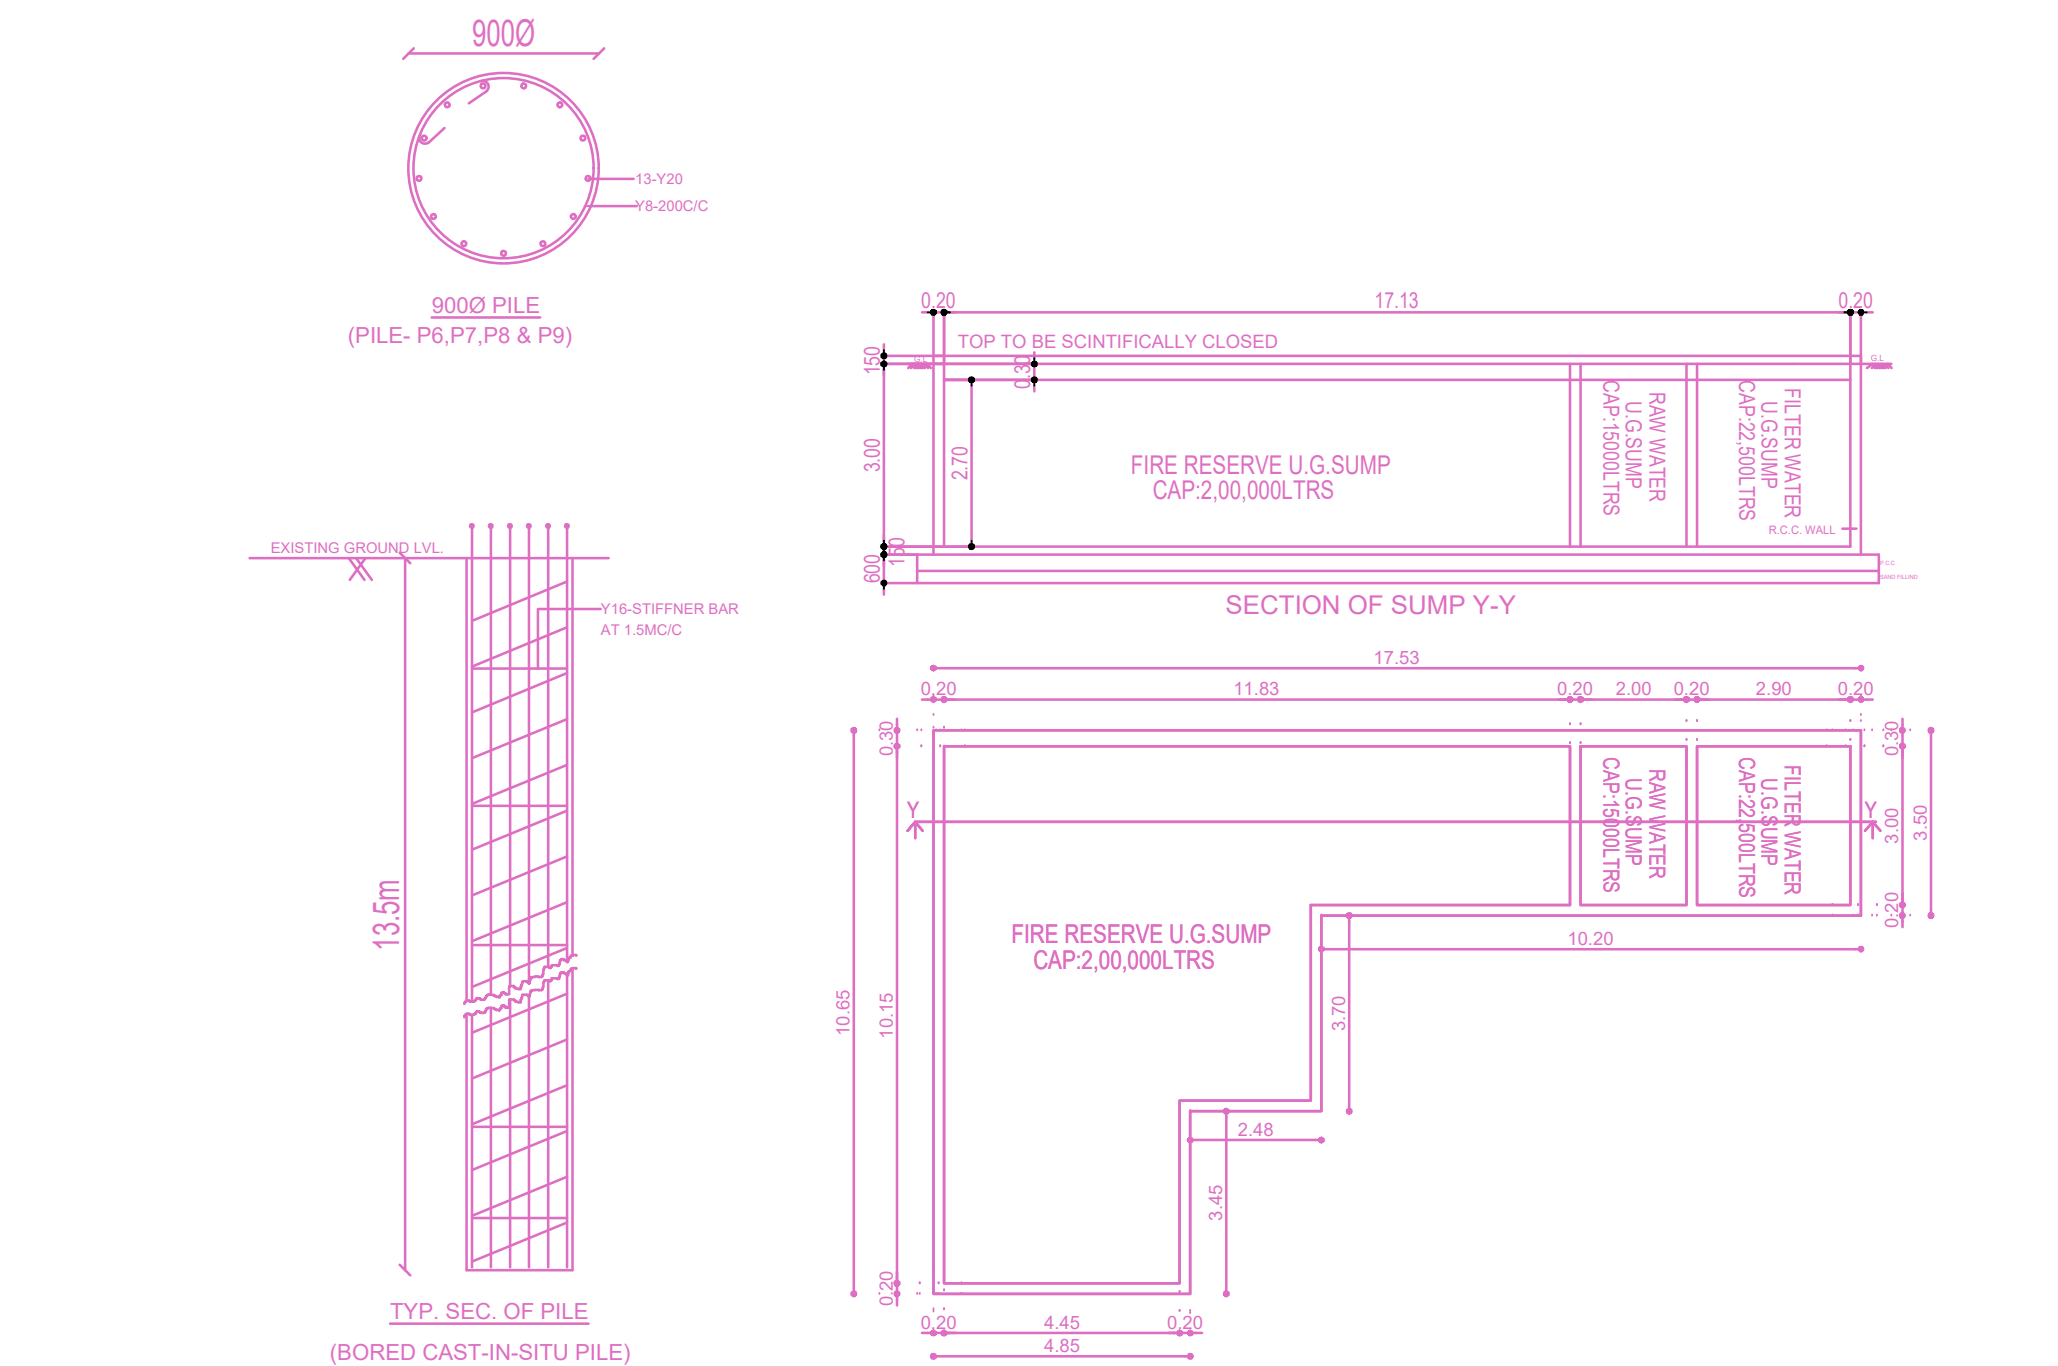 900Ø
13-Y20
Y8-200C/C
900Ø PILE
(PILE- P6,P7,P8 & P9)
EXISTING GROUND LVL.
Y16-STIFFNER BAR
AT 1.5MC/C
13.5m
TYP. SEC. OF PILE
(BORED CAST-IN-SITU PILE)
0.20
17.13
0.20
TOP TO BE SCINTIFICALLY CLOSED
150
G.L
0.30
G.L
3.00
2.70
FIRE RESERVE U.G.SUMP
CAP:2,00,000LTRS
RAW WATER
U.G.SUMP
CAP:15000LTRS
FILTER WATER
U.G.SUMP
CAP:22,500LTRS
R.C.C. WALL
150
600
P.C.C
SAND FILLIND
SECTION OF SUMP Y-Y
17.53
0.20
11.83
0.20
2.00
0.20
2.90
0.20
0.30
0.30
Y
Y
RAW WATER
U.G.SUMP
CAP:15000LTRS
FILTER WATER
U.G.SUMP
CAP:22,500LTRS
3.00
3.50
0.20
FIRE RESERVE U.G.SUMP
CAP:2,00,000LTRS
10.20
10.65
10.15
3.70
2.48
3.45
0.20
0.20
4.45
0.20
4.85